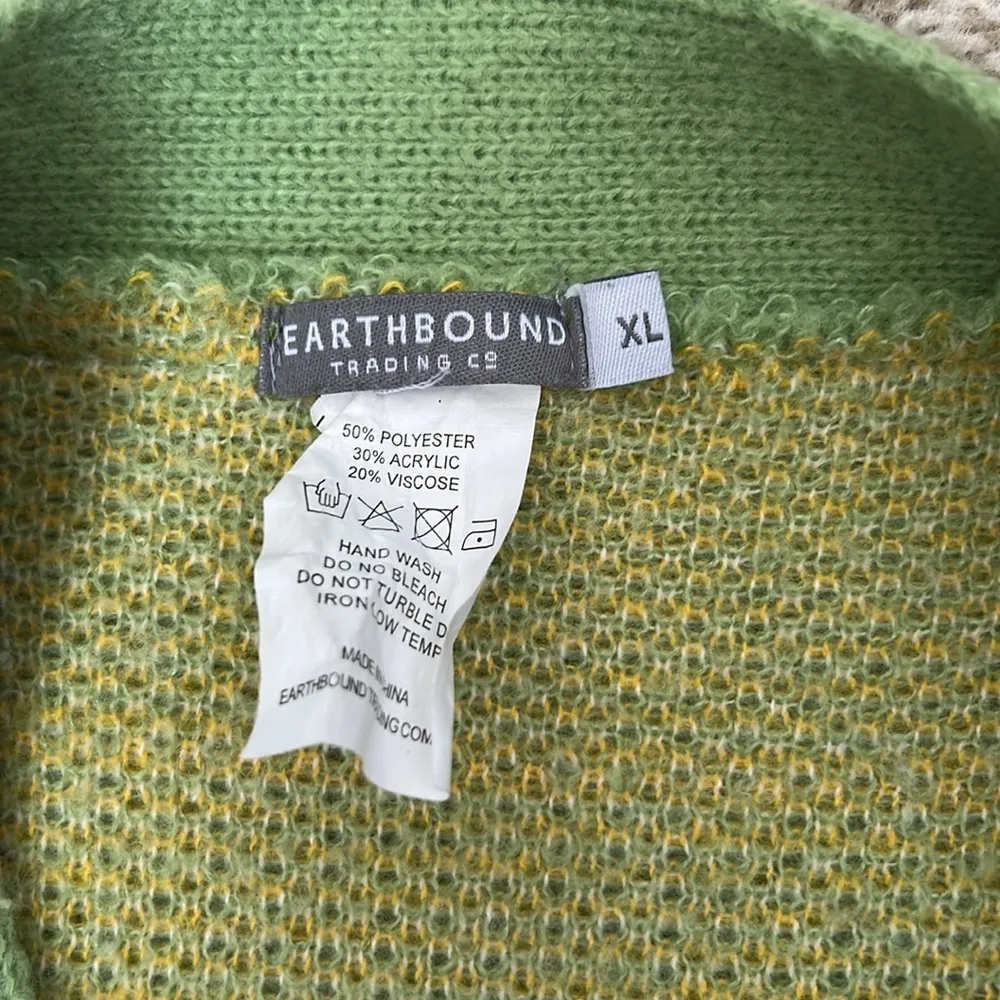 EARTHBOUND
TRADING CO
XL
50% POLYESTER
30% ACRYLIC
20% VISCOSE
HAND WASH
DO NO BLEACH
DO NOT TURBLE D
IRON LOW TEMP
MADE IN CHINA
EARTHBOUND TRADING COM